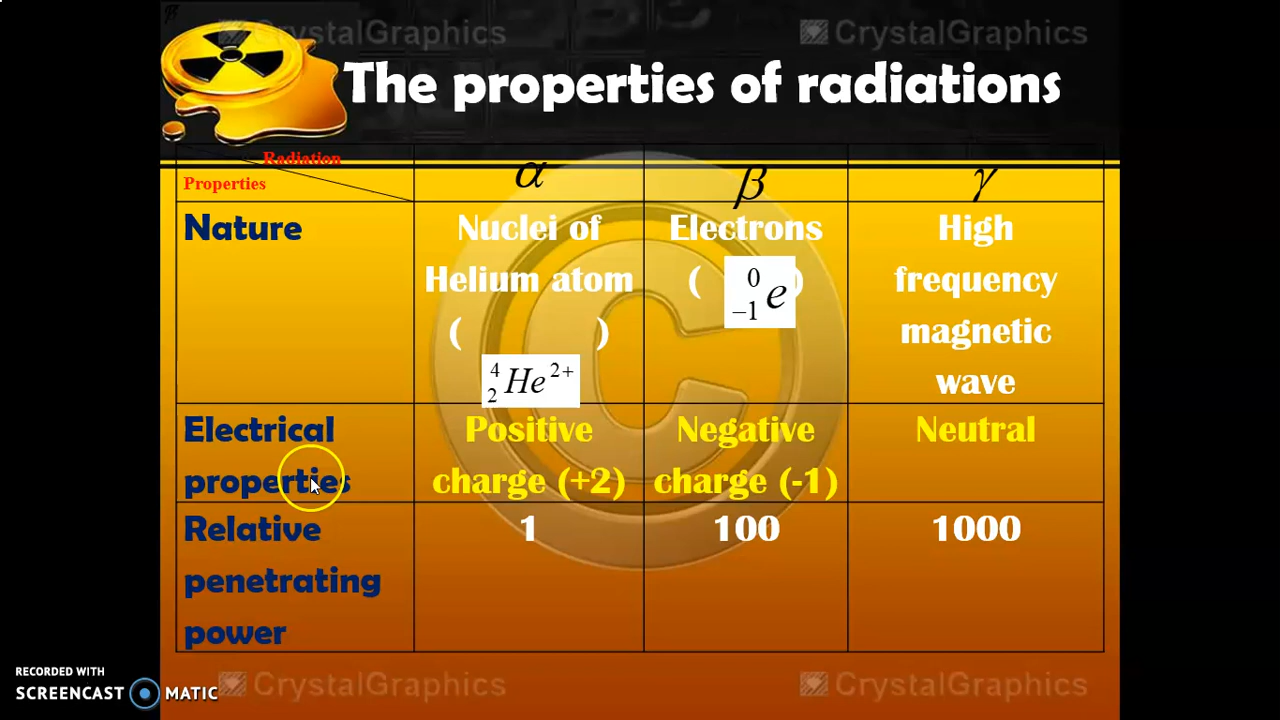 CrystalGraphics CrystalGraphics
The properties of radiations
Radiation
Properties
α β γ
Nature
Nuclei of
Helium atom
( )
⁴₂He²⁺
Electrons
( ⁰₋₁e )
High
frequency
magnetic
wave
Electrical
properties
Positive
charge (+2)
Negative
charge (-1)
Neutral
Relative
penetrating
power
1
100
1000
RECORDED WITH
SCREENCAST MATIC
CrystalGraphics CrystalGraphics